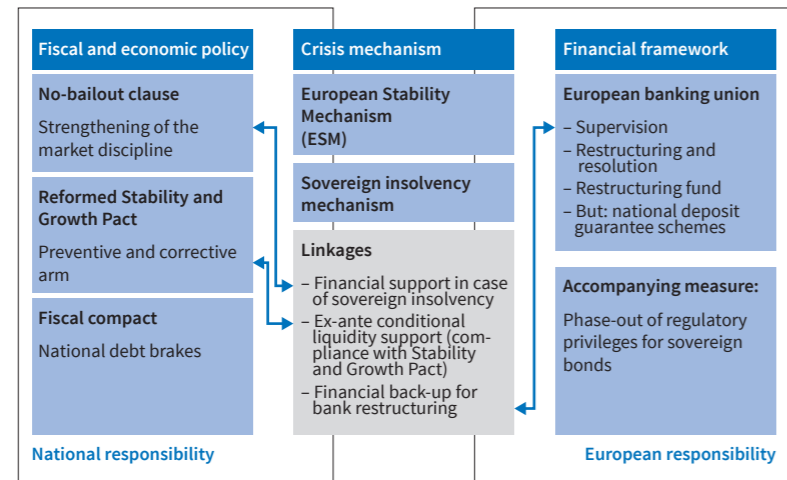 Fiscal and economic policy
No-bailout clause
Strengthening of the
market discipline
Reformed Stability and
Growth Pact
Preventive and corrective
arm
Fiscal compact
National debt brakes
National responsibility
Crisis mechanism
European Stability
Mechanism
(ESM)
Sovereign insolvency
mechanism
Linkages
– Financial support in case
of sovereign insolvency
– Ex-ante conditional
liquidity support (com-
pliance with Stability
and Growth Pact)
– Financial back-up for
bank restructuring
Financial framework
European banking union
– Supervision
– Restructuring and
resolution
– Restructuring fund
– But: national deposit
guarantee schemes
Accompanying measure:
Phase-out of regulatory
privileges for sovereign
bonds
European responsibility